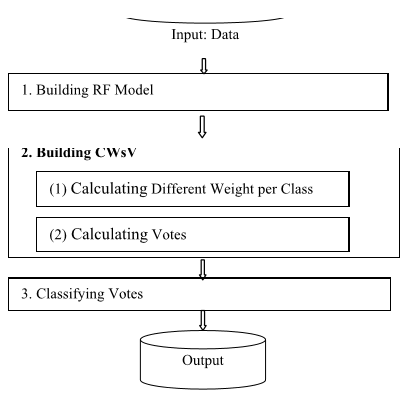 Input: Data
1. Building RF Model
2. Building CWsV
(1) Calculating Different Weight per Class
(2) Calculating Votes
3. Classifying Votes
Output